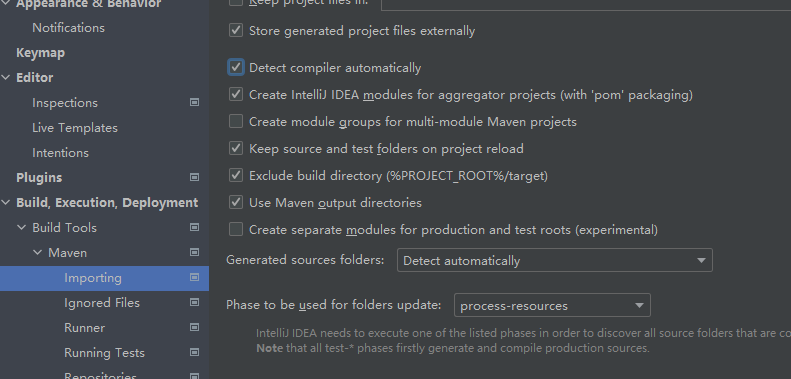 Appearance & Behavior
Notifications
Keymap
Editor
Inspections
Live Templates
Intentions
Plugins
Build, Execution, Deployment
Build Tools
Maven
Importing
Ignored Files
Runner
Running Tests
Repositories
Keep project files in:
Store generated project files externally
Detect compiler automatically
Create IntelliJ IDEA modules for aggregator projects (with 'pom' packaging)
Create module groups for multi-module Maven projects
Keep source and test folders on project reload
Exclude build directory (%PROJECT_ROOT%/target)
Use Maven output directories
Create separate modules for production and test roots (experimental)
Generated sources folders: Detect automatically
Phase to be used for folders update: process-resources
IntelliJ IDEA needs to execute one of the listed phases in order to discover all source folders that are co
Note that all test-* phases firstly generate and compile production sources.